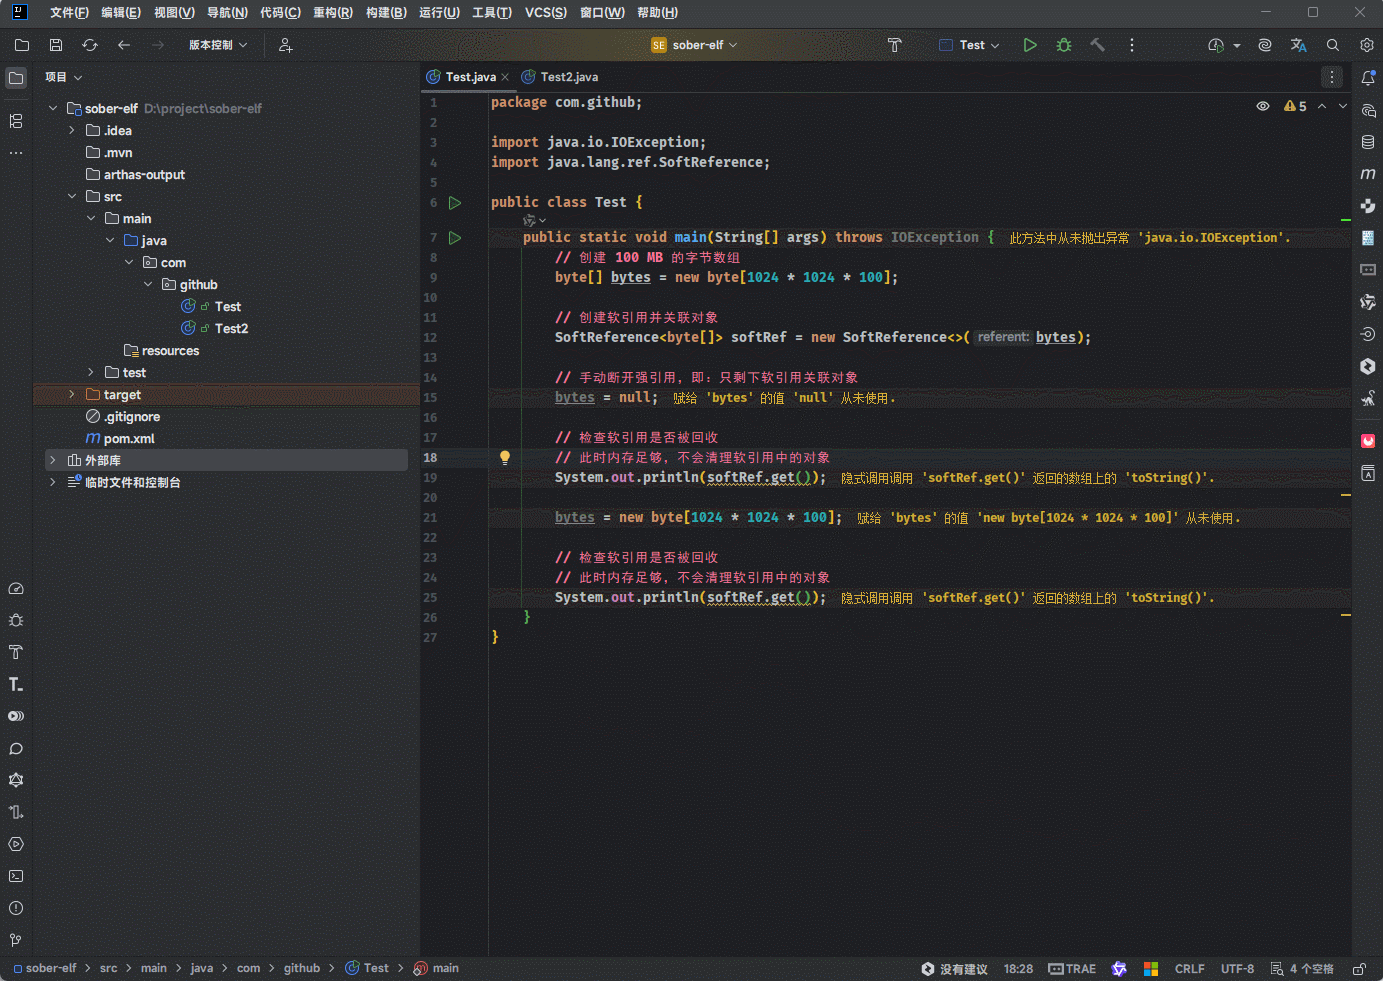 文件(F) 编辑(E) 视图(V) 导航(N) 代码(C) 重构(R) 构建(B) 运行(U) 工具(T) VCS(S) 窗口(W) 帮助(H)
版本控制 SE sober-elf Test
项目
Test.java Test2.java
sober-elf D:\project\sober-elf
.idea
.mvn
arthas-output
src
main
java
com
github
Test
Test2
resources
test
target
.gitignore
pom.xml
外部库
临时文件和控制台
5
1 package com.github;
2
3 import java.io.IOException;
4 import java.lang.ref.SoftReference;
5
6 public class Test {
7 public static void main(String[] args) throws IOException { 此方法中从未抛出异常 'java.io.IOException'.
8 // 创建 100 MB 的字节数组
9 byte[] bytes = new byte[1024 * 1024 * 100];
10
11 // 创建软引用并关联对象
12 SoftReference<byte[]> softRef = new SoftReference<>( referent: bytes);
13
14 // 手动断开强引用，即：只剩下软引用关联对象
15 bytes = null; 赋给 'bytes' 的值 'null' 从未使用.
16
17 // 检查软引用是否被回收
18 // 此时内存足够，不会清理软引用中的对象
19 System.out.println(softRef.get()); 隐式调用调用 'softRef.get()' 返回的数组上的 'toString()'.
20
21 bytes = new byte[1024 * 1024 * 100]; 赋给 'bytes' 的值 'new byte[1024 * 1024 * 100]' 从未使用.
22
23 // 检查软引用是否被回收
24 // 此时内存足够，不会清理软引用中的对象
25 System.out.println(softRef.get()); 隐式调用调用 'softRef.get()' 返回的数组上的 'toString()'.
26 }
27 }
sober-elf > src > main > java > com > github > Test > main 没有建议 18:28 TRAE CRLF UTF-8 4 个空格